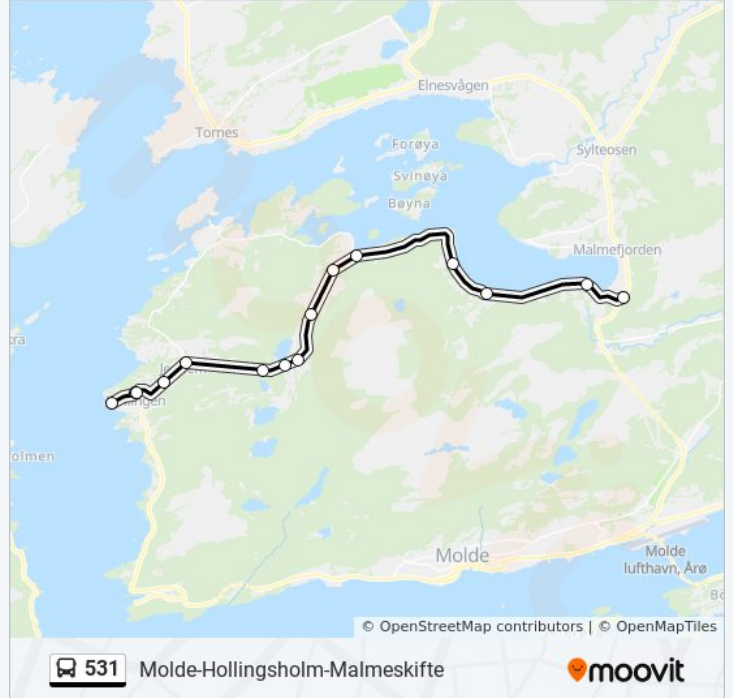 Elnesvågen
Tornes
Forøya
Sylteosen
Svinøya
Bøyna
Malmefjorden
Molde
Molde
lufthavn, Årø
© OpenStreetMap contributors | © OpenMapTiles
531 Molde-Hollingsholm-Malmeskifte
moovit